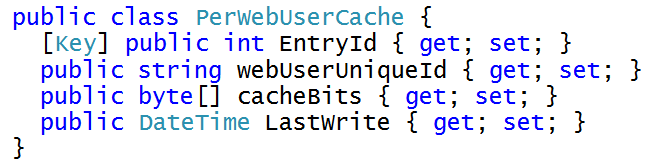 public class PerWebUserCache {
[Key] public int EntryId { get; set; }
public string webUserUniqueId { get; set; }
public byte[] cacheBits { get; set; }
public DateTime LastWrite { get; set; }
}